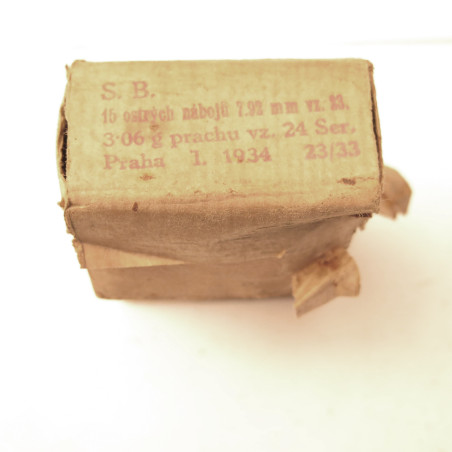 S. B.
15 ostrých nábojů 7.92 mm vz. 23,
3·06 g prachu vz. 24 Ser.
Praha I. 1934 23/33